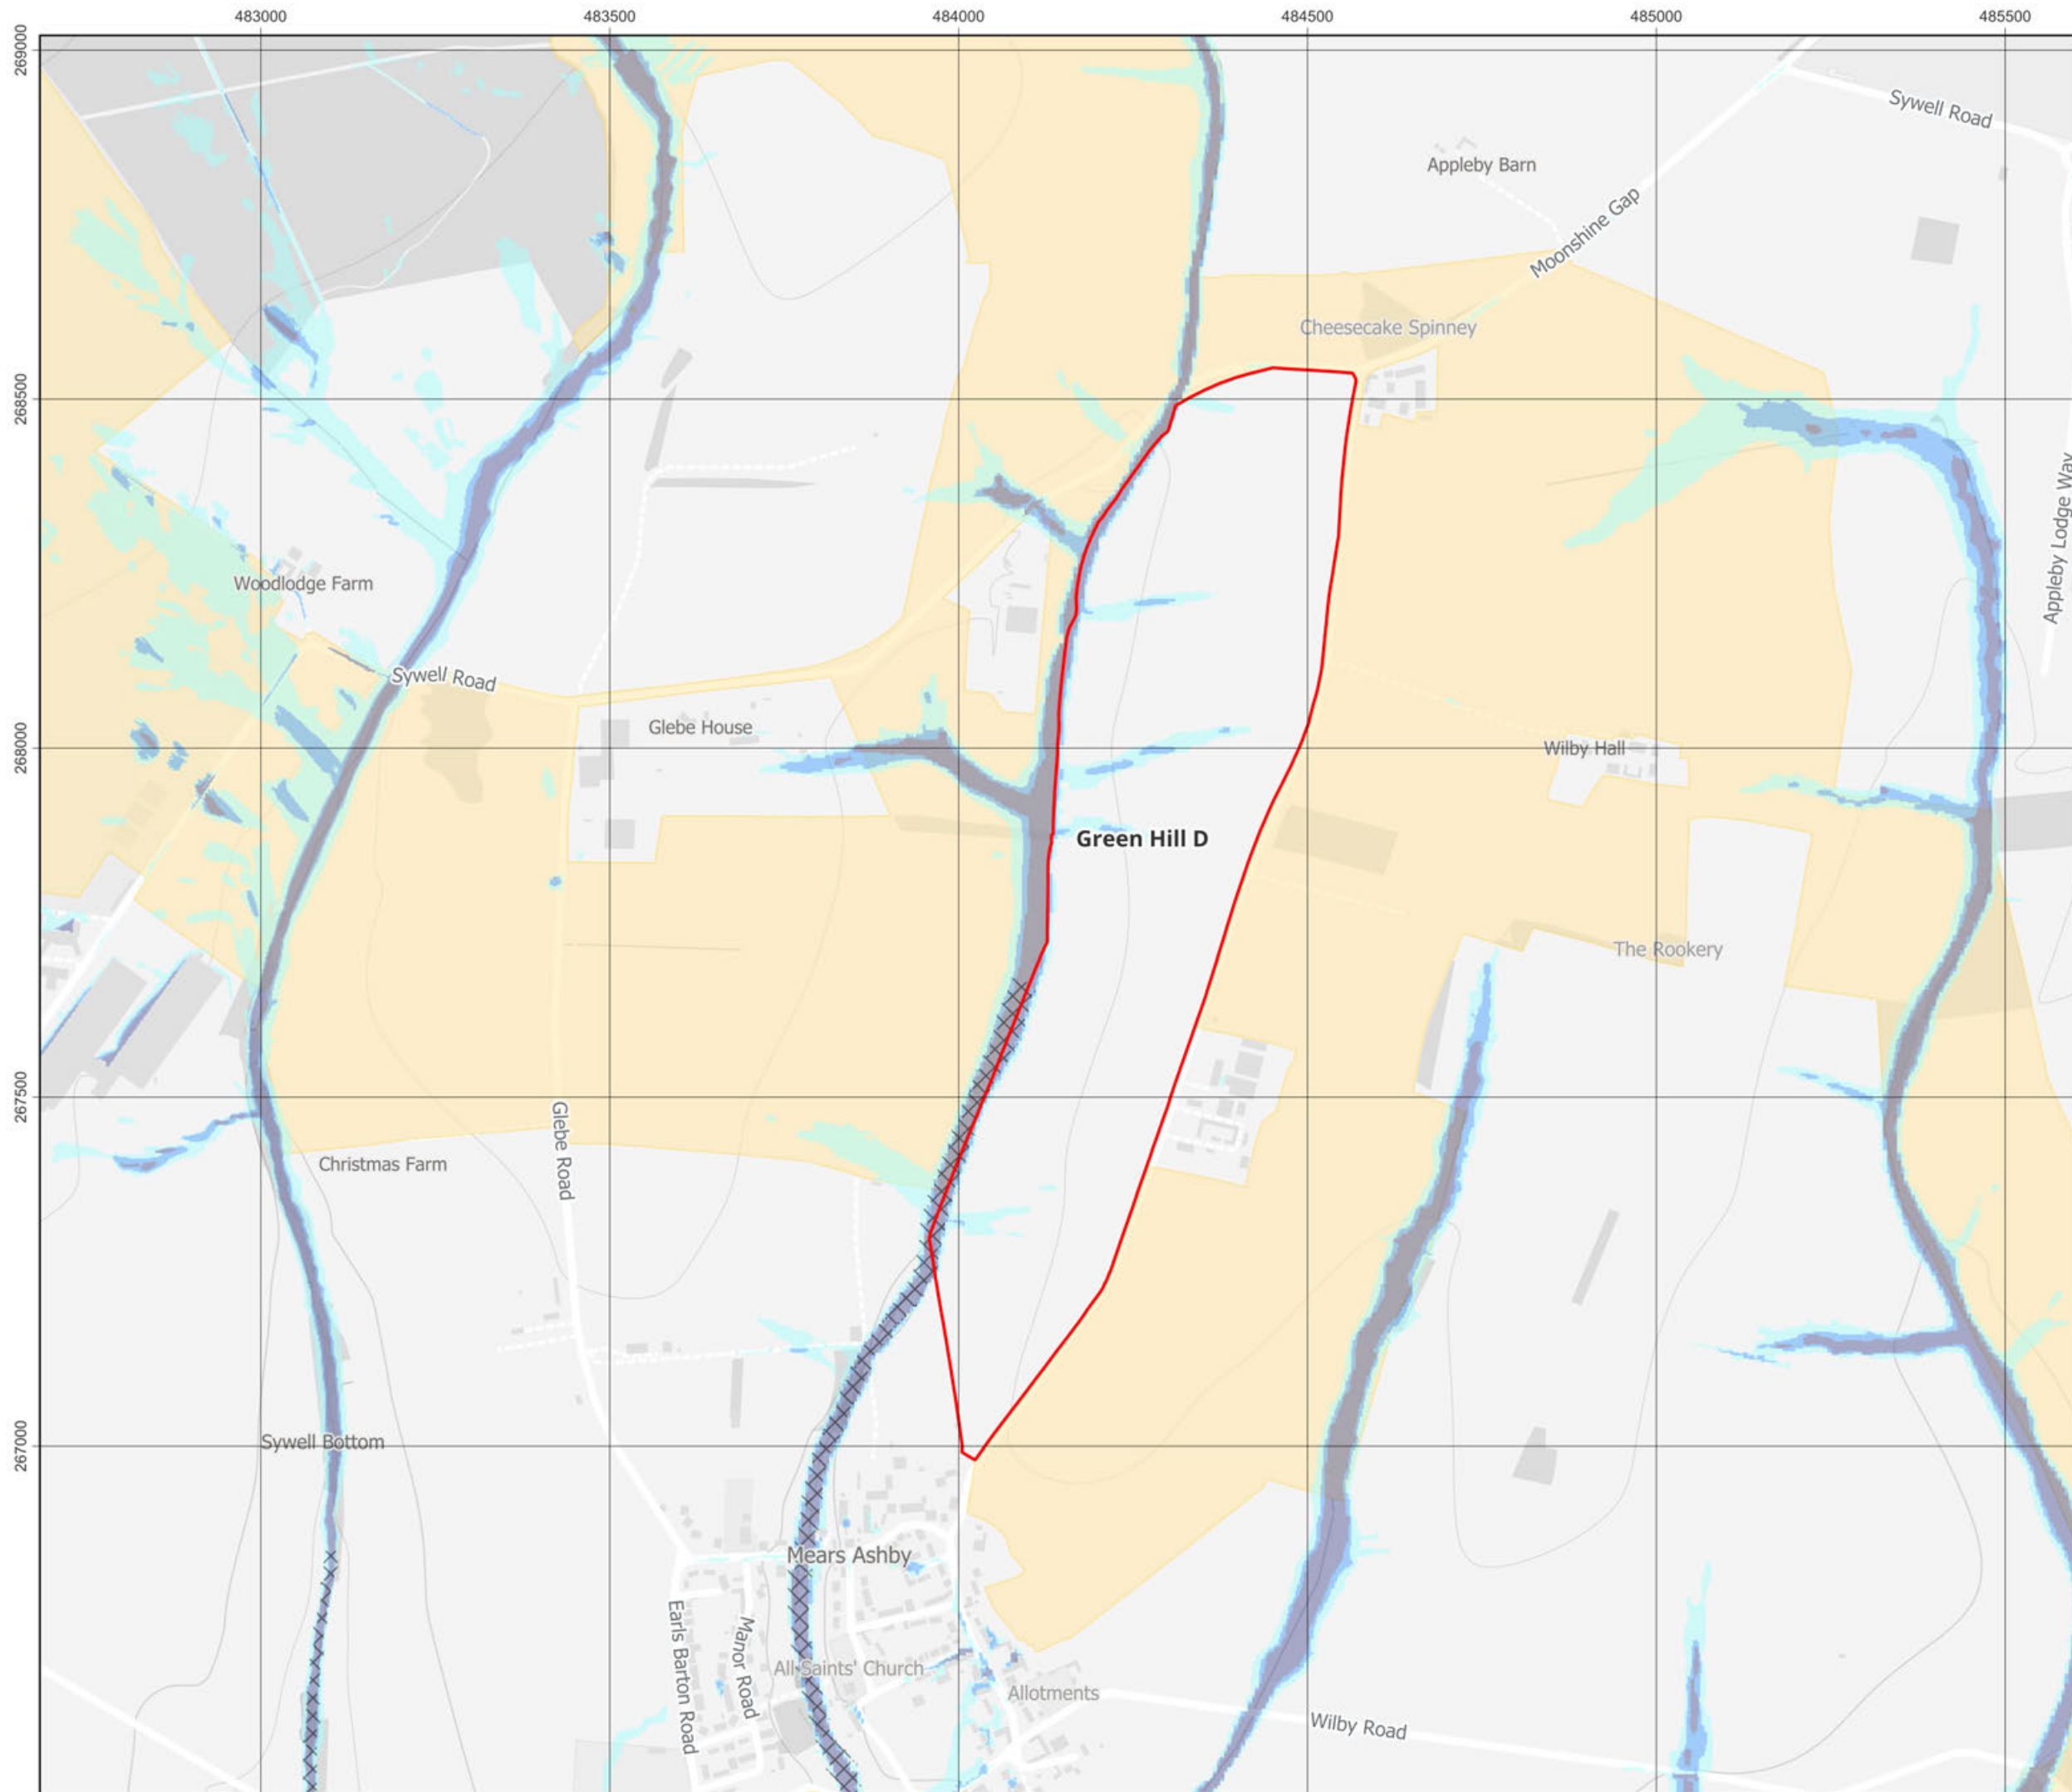 483000 483500 484000 484500 485000 485500
269000
Sywell Road
Appleby Barn
Moonshine Gap
Cheesecake Spinney
268500
Appleby Lodge Way
Woodlodge Farm
Sywell Road
Glebe House
268000
Wilby Hall
Green Hill D
The Rookery
267500
Glebe Road
Christmas Farm
Sywell Bottom
267000
Mears Ashby
Earls Barton Road
Manor Road
All Saints' Church
Allotments
Wilby Road